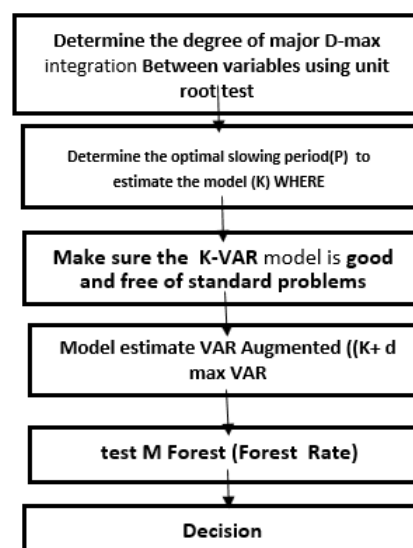 Determine the degree of major D-max
integration Between variables using unit
root test
Determine the optimal slowing period(P) to
estimate the model (K) WHERE
Make sure the K-VAR model is good
and free of standard problems
Model estimate VAR Augmented ((K+ d
max VAR
test M Forest (Forest Rate)
Decision